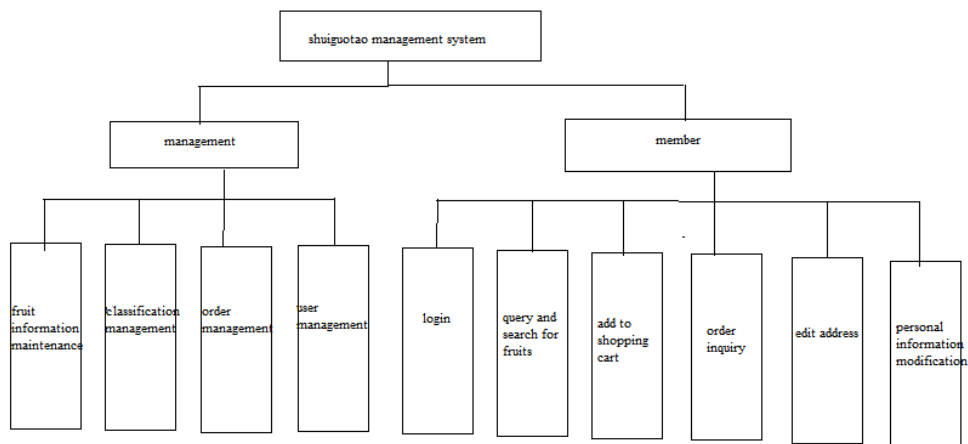 shuiguotao management system
management
member
fruit
information
maintenance
classification
management
order
management
user
management
login
query and
search for
fruits
add to
shopping
cart
order
inquiry
edit address
personal
information
modification